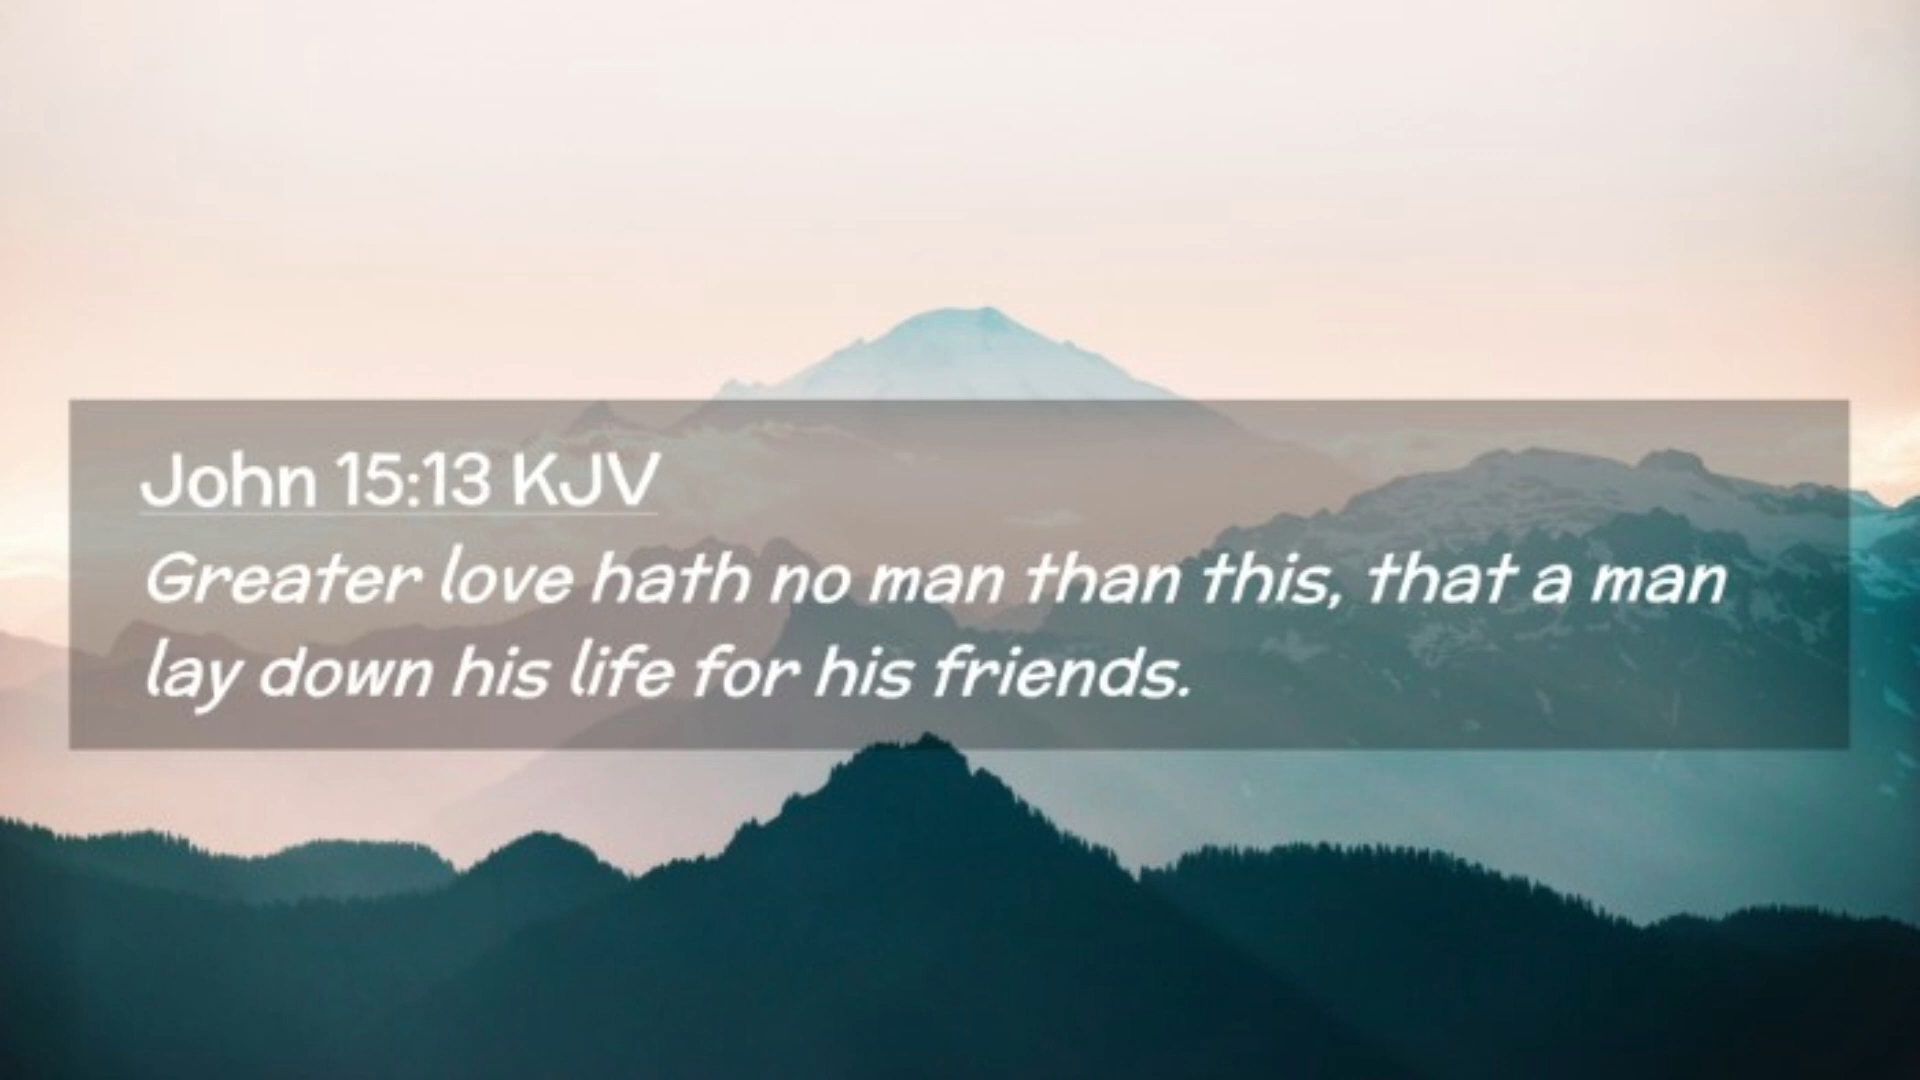 John 15:13 KJV
Greater love hath no man than this, that a man
lay down his life for his friends.